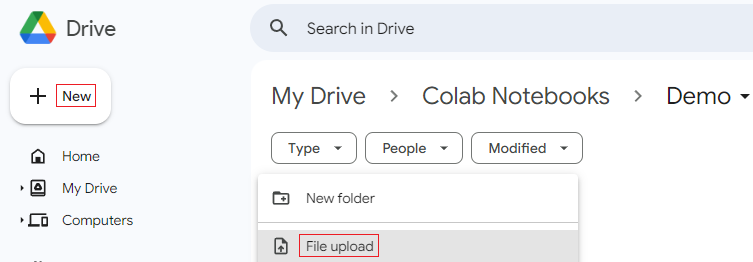 Drive
Search in Drive
New
My Drive > Colab Notebooks > Demo
Type
People
Modified
Home
My Drive
Computers
New folder
File upload